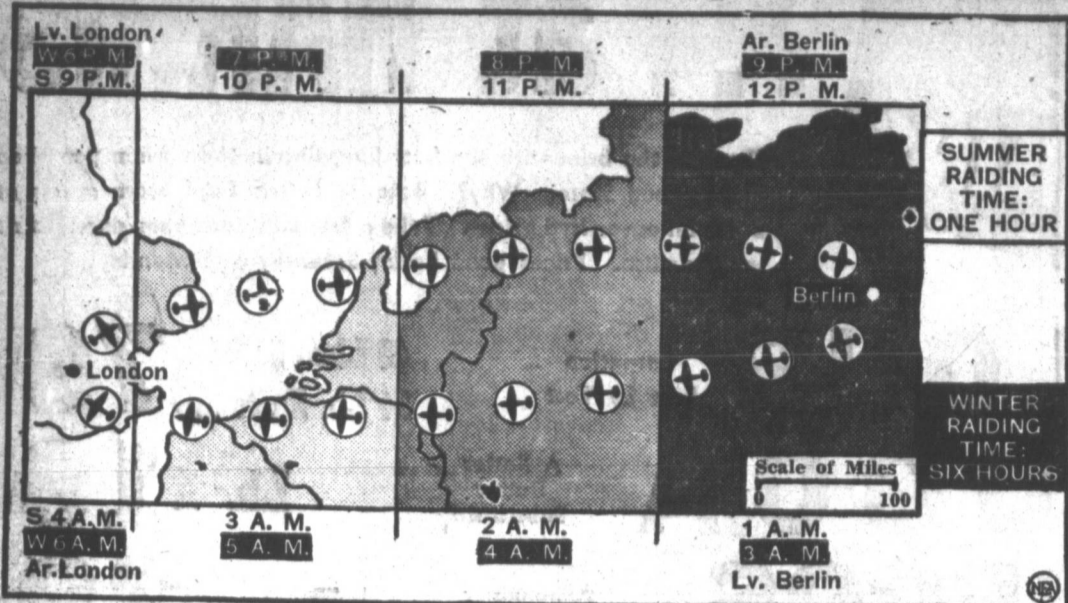 Lv. London
W 6 P. M.
S 9 P.M.
7 P. M.
10 P. M.
8 P. M.
11 P. M.
Ar. Berlin
9 P. M.
12 P. M.
SUMMER
RAIDING
TIME:
ONE HOUR
Berlin
London
WINTER
RAIDING
TIME:
SIX HOURS
Scale of Miles
0 100
S 4 A.M.
W 6 A. M.
Ar. London
3 A. M.
5 A. M.
2 A. M.
4 A. M.
1 A. M.
3 A. M.
Lv. Berlin
NEA